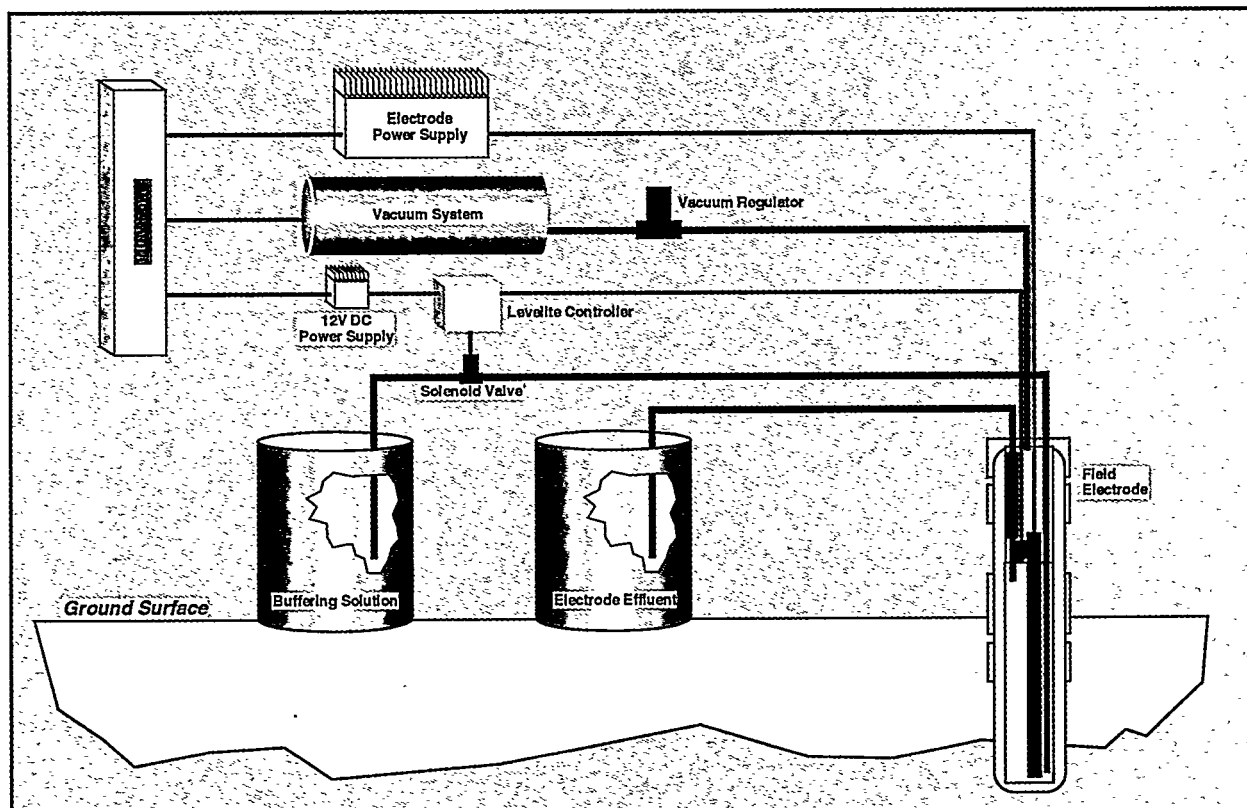 Electrode
Power Supply
Vacuum System
Vacuum Regulator
12V DC
Power Supply
Levelite Controller
Solenoid Valve
Field
Electrode
Buffering Solution
Electrode Effluent
Ground Surface